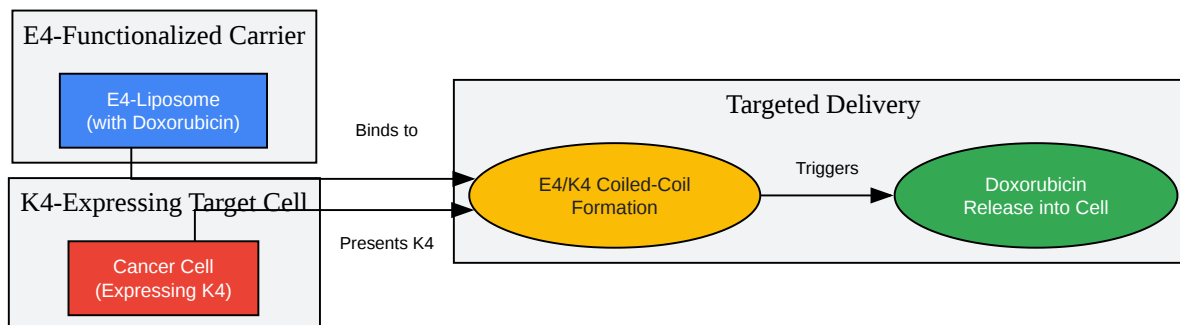 E4-Functionalized Carrier
E4-Liposome
(with Doxorubicin)
Binds to
Targeted Delivery
E4/K4 Coiled-Coil
Formation
Triggers
Doxorubicin
Release into Cell
K4-Expressing Target Cell
Presents K4
Cancer Cell
(Expressing K4)